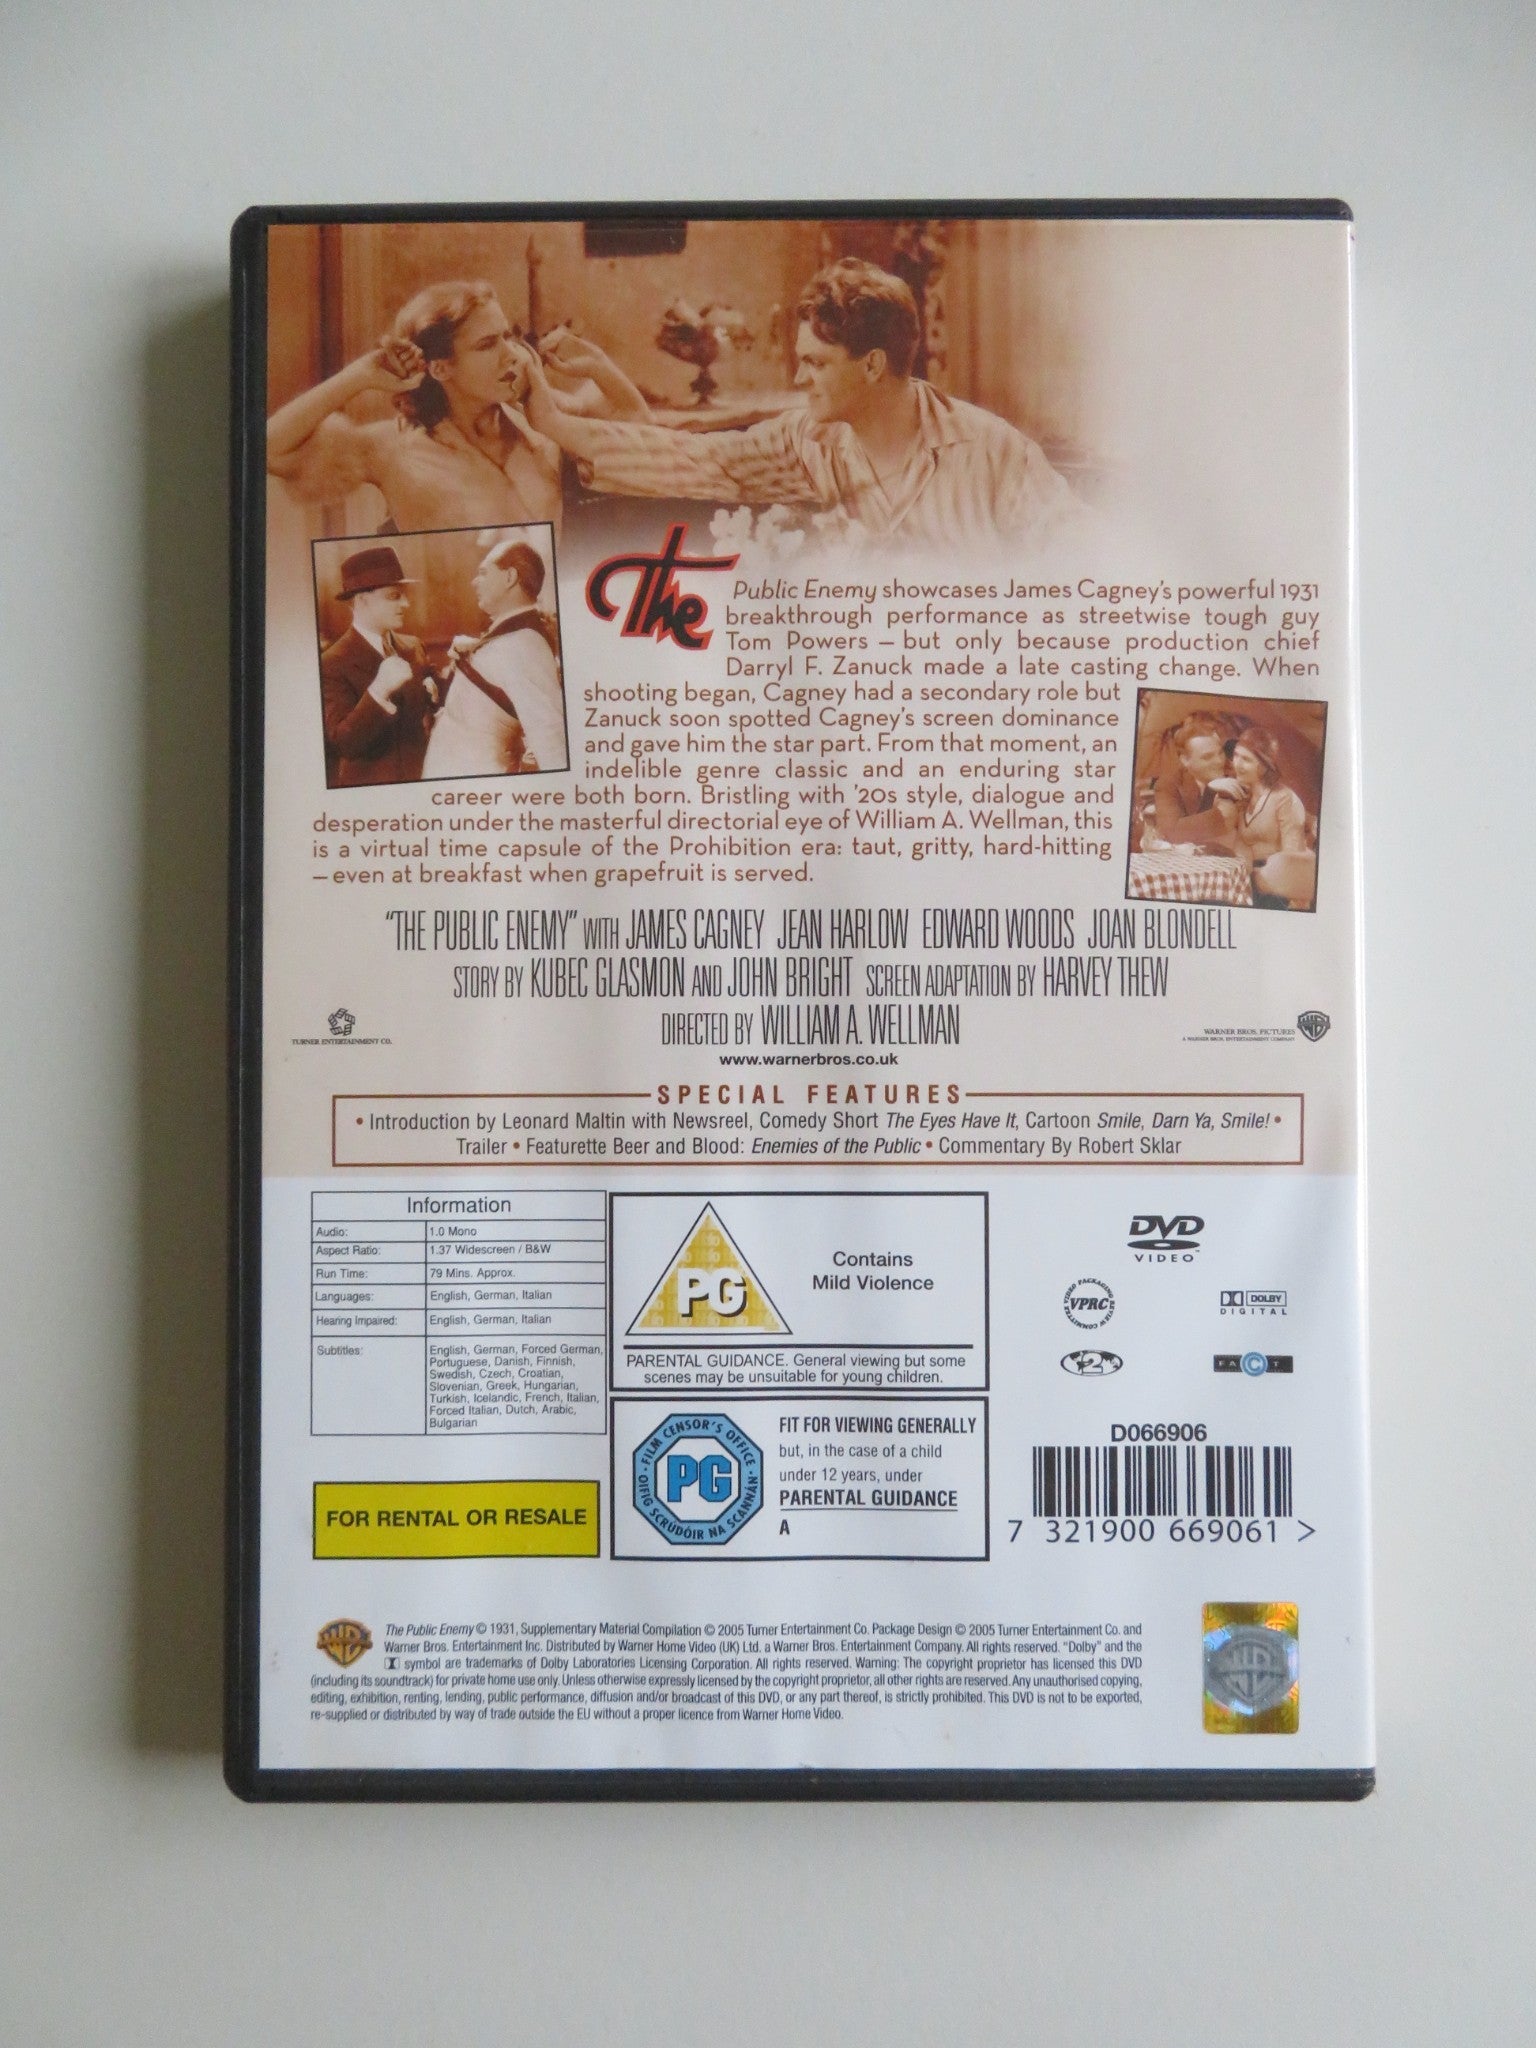 The
Public Enemy showcases James Cagney's powerful 1931
breakthrough performance as streetwise tough guy
Tom Powers – but only because production chief
Darryl F. Zanuck made a late casting change. When
shooting began, Cagney had a secondary role but
Zanuck soon spotted Cagney's screen dominance
and gave him the star part. From that moment, an
indelible genre classic and an enduring star
career were both born. Bristling with '20s style, dialogue and
desperation under the masterful directorial eye of William A. Wellman, this
is a virtual time capsule of the Prohibition era: taut, gritty, hard-hitting
– even at breakfast when grapefruit is served.
"THE PUBLIC ENEMY" WITH JAMES CAGNEY JEAN HARLOW EDWARD WOODS JOAN BLONDELL
STORY BY KUBEC GLASMON AND JOHN BRIGHT SCREEN ADAPTATION BY HARVEY THEW
DIRECTED BY WILLIAM A. WELLMAN
TURNER ENTERTAINMENT CO.
WARNER BROS. PICTURES
A WARNER BROS. ENTERTAINMENT COMPANY
www.warnerbros.co.uk
SPECIAL FEATURES
• Introduction by Leonard Maltin with Newsreel, Comedy Short The Eyes Have It, Cartoon Smile, Darn Ya, Smile! •
Trailer • Featurette Beer and Blood: Enemies of the Public • Commentary By Robert Sklar
Information
Audio: 1.0 Mono
Aspect Ratio: 1.37 Widescreen / B&W
Run Time: 79 Mins. Approx.
Languages: English, German, Italian
Hearing Impaired: English, German, Italian
Subtitles: English, German, Forced German,
Portuguese, Danish, Finnish,
Swedish, Czech, Croatian,
Slovenian, Greek, Hungarian,
Turkish, Icelandic, French, Italian,
Forced Italian, Dutch, Arabic,
Bulgarian
FOR RENTAL OR RESALE
PG
Contains
Mild Violence
PARENTAL GUIDANCE. General viewing but some
scenes may be unsuitable for young children.
FILM CENSOR'S OFFICE
OIFIG SCRÚDÓIR NA SCANNÁN
PG
FIT FOR VIEWING GENERALLY
but, in the case of a child
under 12 years, under
PARENTAL GUIDANCE
A
DVD
VIDEO
VIDEO PACKAGING REVIEW COMMITTEE
VPRC
DOLBY
DIGITAL
2
FACT
D066906
7 321900 669061 >
The Public Enemy © 1931, Supplementary Material Compilation © 2005 Turner Entertainment Co. Package Design © 2005 Turner Entertainment Co. and
Warner Bros. Entertainment Inc. Distributed by Warner Home Video (UK) Ltd. a Warner Bros. Entertainment Company. All rights reserved. "Dolby" and the
symbol are trademarks of Dolby Laboratories Licensing Corporation. All rights reserved. Warning: The copyright proprietor has licensed this DVD
(including its soundtrack) for private home use only. Unless otherwise expressly licensed by the copyright proprietor, all other rights are reserved. Any unauthorised copying,
editing, exhibition, renting, lending, public performance, diffusion and/or broadcast of this DVD, or any part thereof, is strictly prohibited. This DVD is not to be exported,
re-supplied or distributed by way of trade outside the EU without a proper licence from Warner Home Video.